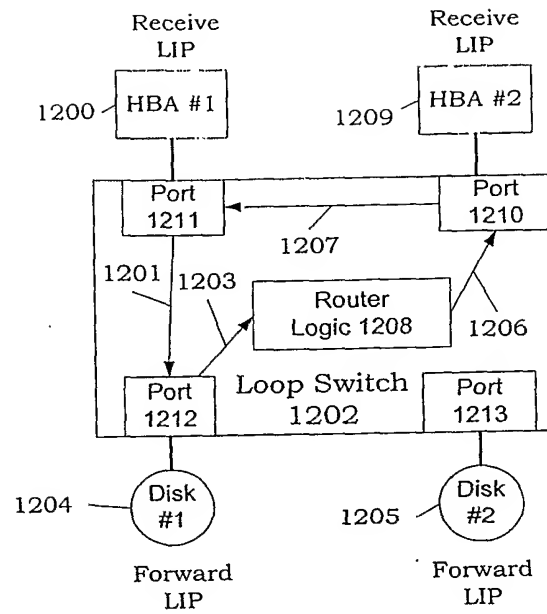 Receive
LIP
Receive
LIP
1200
HBA #1
1209
HBA #2
Port
1211
Port
1210
1207
1201
1203
Router
Logic 1208
1206
Port
1212
Loop Switch
1202
Port
1213
1204
Disk
#1
1205
Disk
#2
Forward
LIP
Forward
LIP